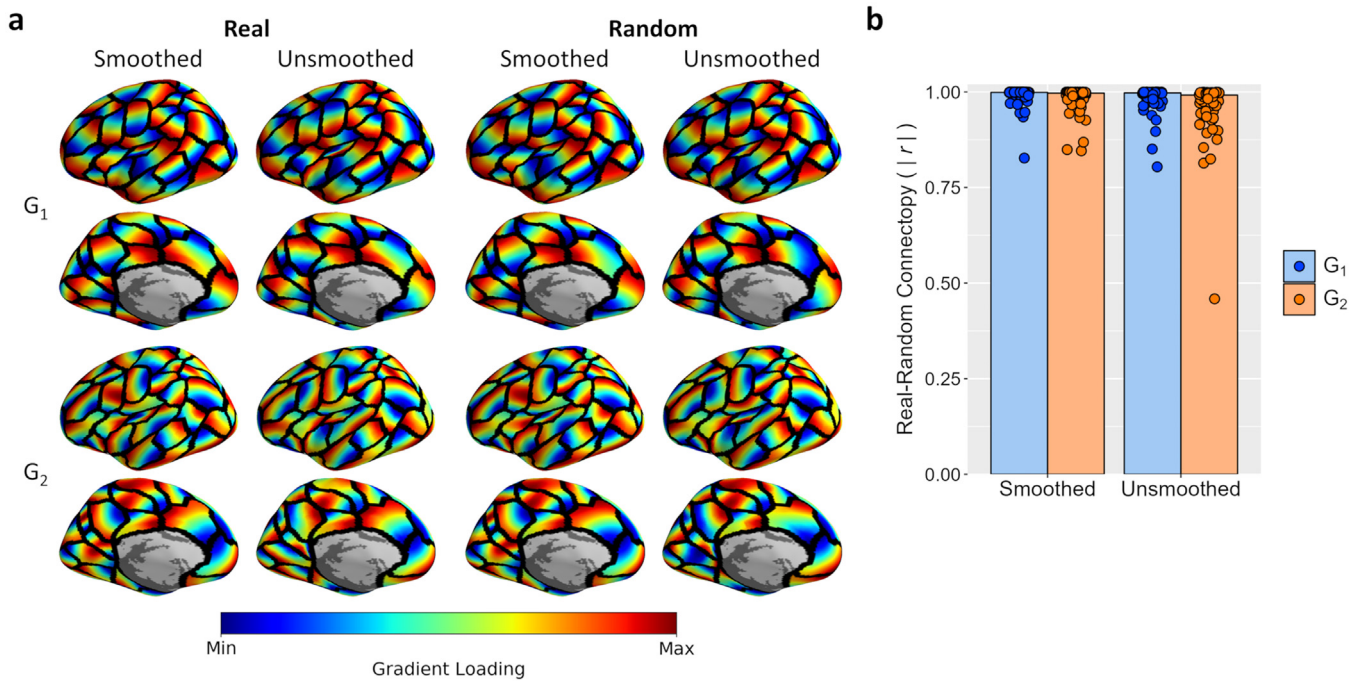 a
Real
Random
Smoothed
Unsmoothed
Smoothed
Unsmoothed
G1
G2
Min
Max
Gradient Loading
b
Real-Random Connectopy ( | r | )
1.00
0.75
0.50
0.25
0.00
Smoothed
Unsmoothed
G1
G2